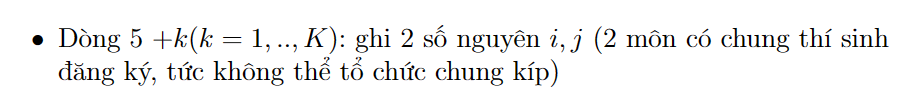 • Dòng 5 +k(k = 1, .., K): ghi 2 số nguyên i, j (2 môn có chung thí sinh
đăng ký, tức không thể tổ chức chung kíp)